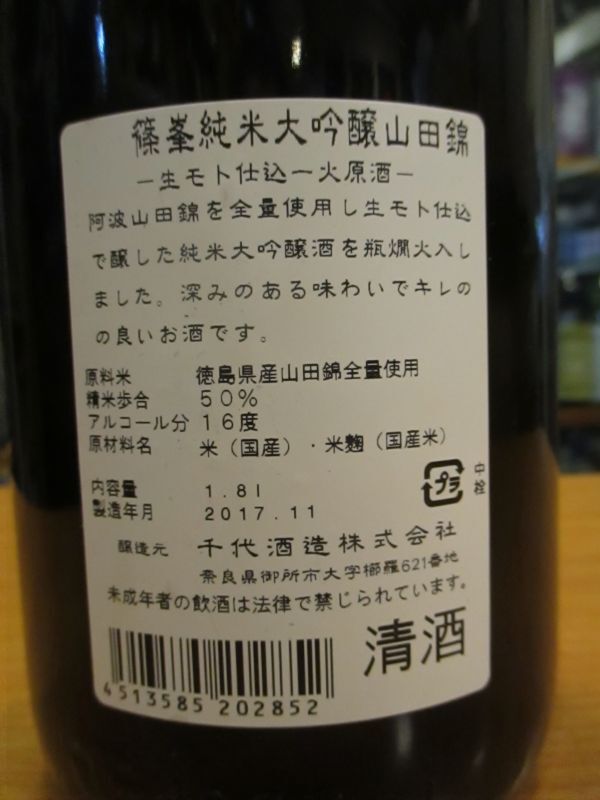 篠峯純米大吟醸山田錦
－生モト仕込一火原酒－
阿波山田錦を全量使用し生モト仕込
で醸した純米大吟醸酒を瓶燗火入し
ました。深みのある味わいでキレの
の良いお酒です。
原料米 徳島県産山田錦全量使用
精米歩合 50%
アルコール分 16度
原材料名 米（国産）・米麹（国産米）
内容量 1.8l
製造年月 2017.11
プラ
中栓
醸造元 千代酒造株式会社
奈良県御所市大字櫛羅621番地
未成年者の飲酒は法律で禁じられています。
清酒
4513585 202852